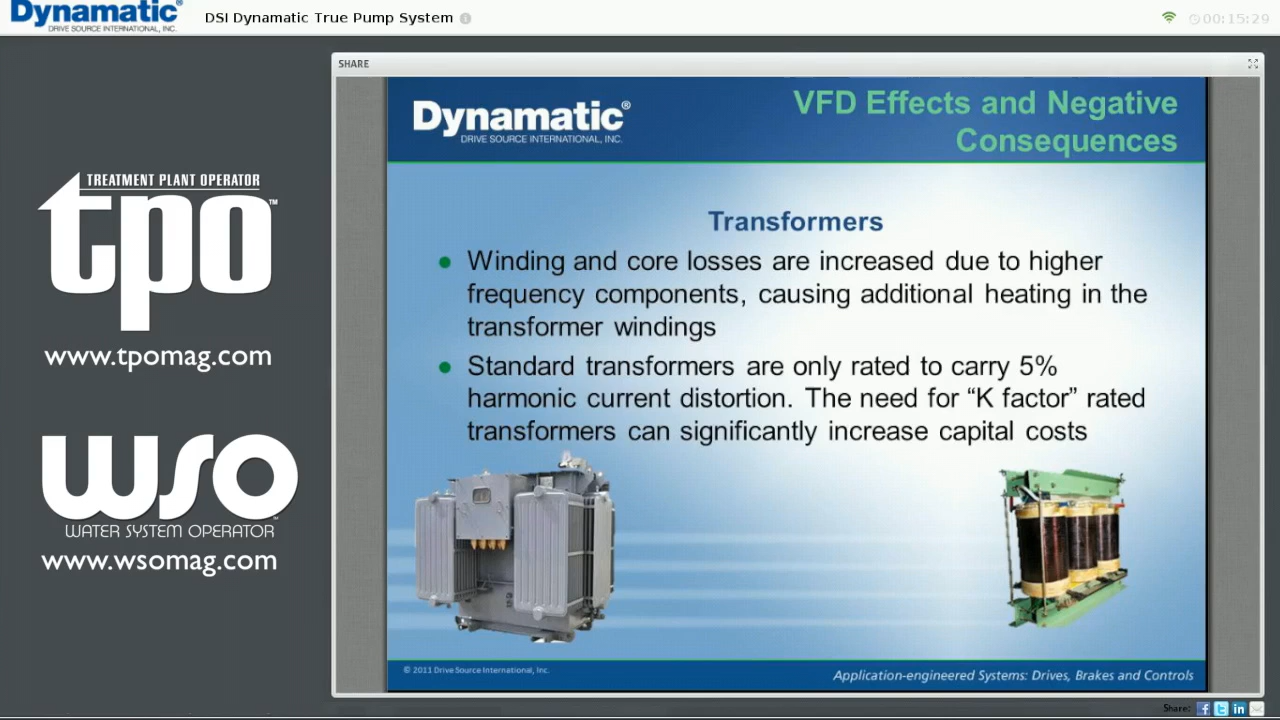 Dynamatic®
DRIVE SOURCE INTERNATIONAL, INC.
DSI Dynamatic True Pump System
00:15:29
SHARE
Dynamatic®
DRIVE SOURCE INTERNATIONAL, INC.
VFD Effects and Negative
Consequences
TREATMENT PLANT OPERATOR
tpo™
www.tpomag.com
WSO
WATER SYSTEM OPERATOR
www.wsomag.com
Transformers
● Winding and core losses are increased due to higher
frequency components, causing additional heating in the
transformer windings
● Standard transformers are only rated to carry 5%
harmonic current distortion. The need for “K factor” rated
transformers can significantly increase capital costs
© 2011 Drive Source International, Inc.
Application-engineered Systems: Drives, Brakes and Controls
Share: